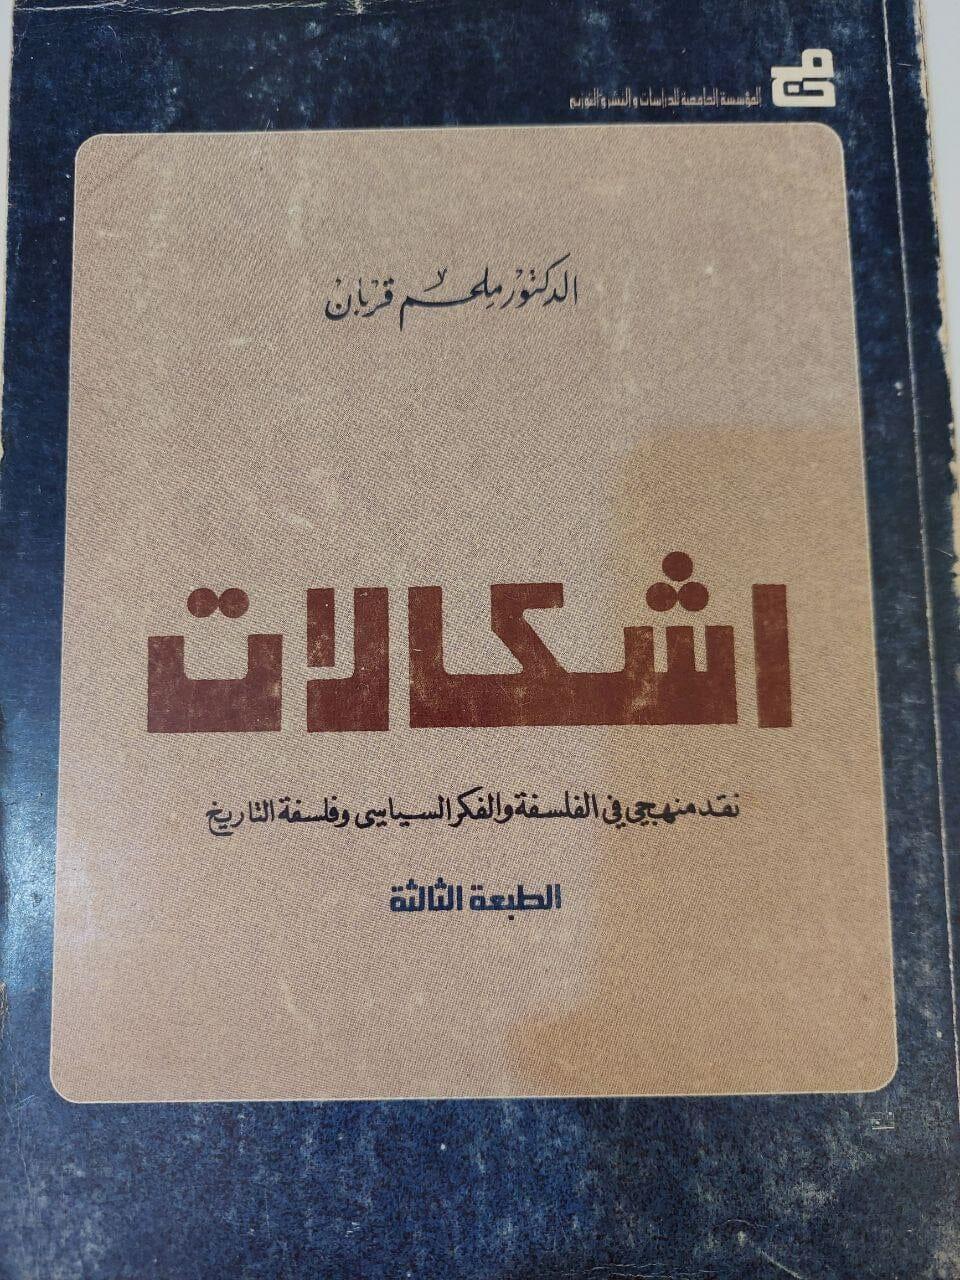 المؤسسة الجامعية للدراسات والنشر والتوزيع
الدكتور ملحم قربان
اشكالات
نقد منهجي في الفلسفة والفكر السياسي وفلسفة التاريخ
الطبعة الثالثة